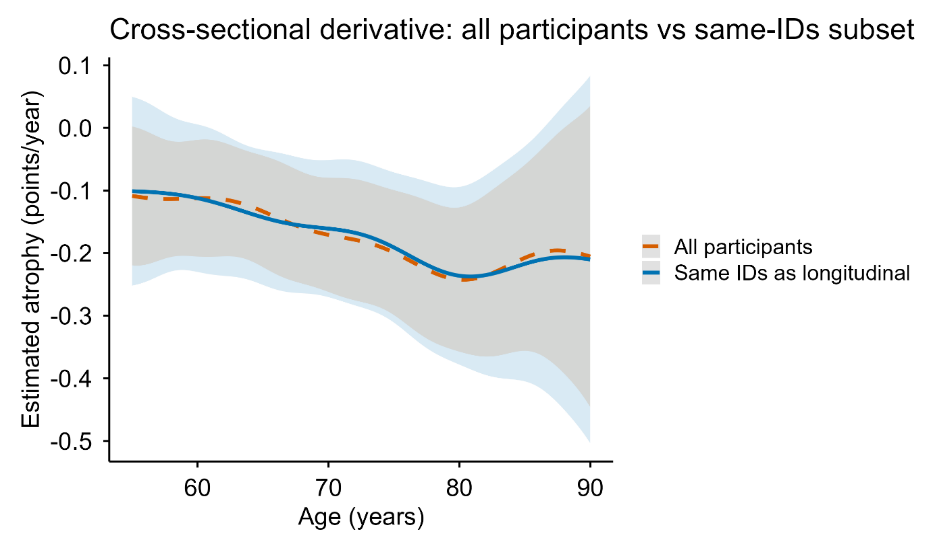 Cross-sectional derivative: all participants vs same-IDs subset
Estimated atrophy (points/year)
0.1
0.0
-0.1
-0.2
-0.3
-0.4
-0.5
60 70 80 90
Age (years)
All participants
Same IDs as longitudinal